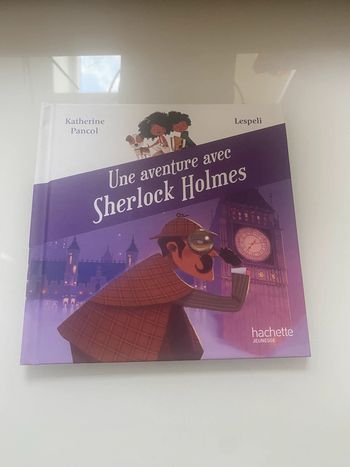 Katherine
Pancol
Lespeli
Une aventure avec
Sherlock Holmes
hachette
JEUNESSE